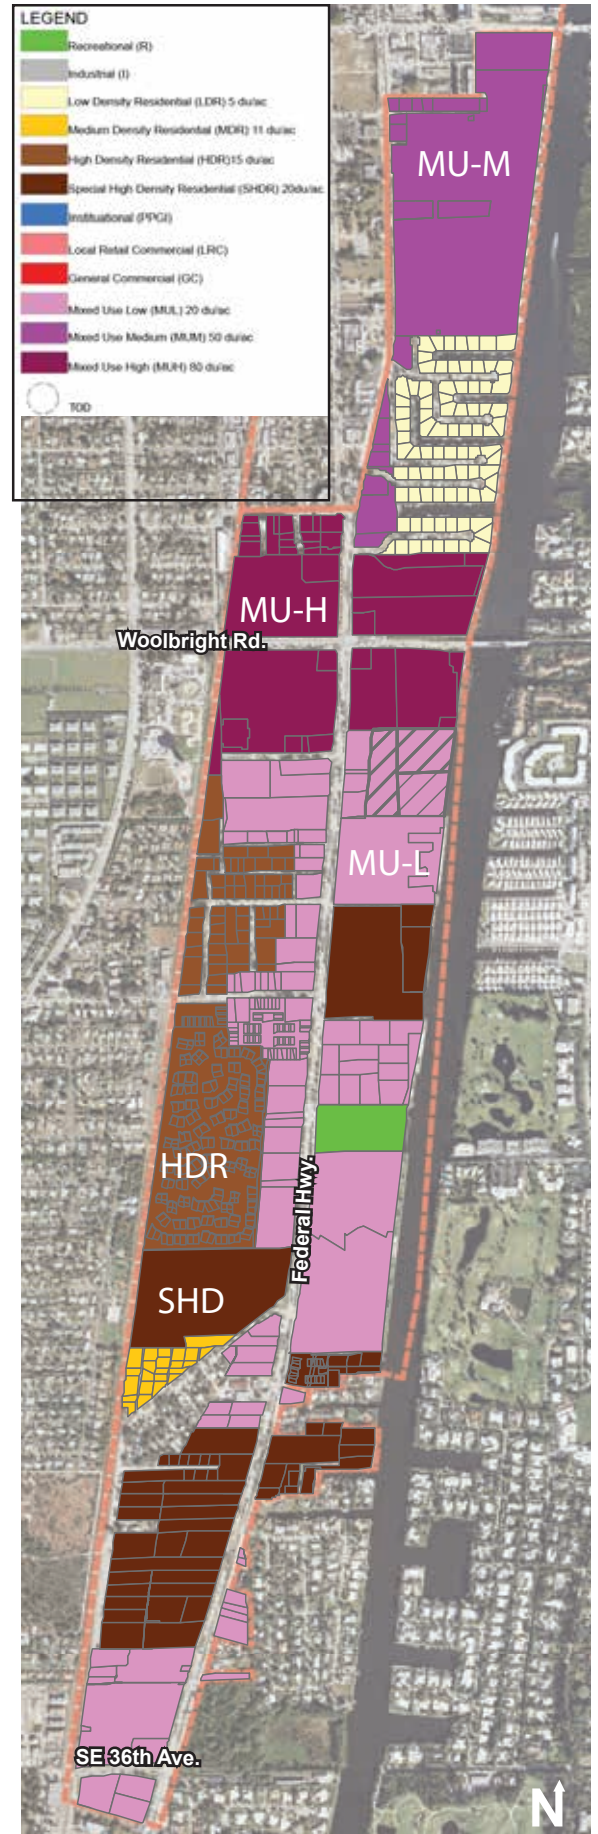 LEGEND
Recreational (R)
Industrial (I)
Low Density Residential (LDR) 5 du/ac
Medium Density Residential (MDR) 11 du/ac
High Density Residential (HDR)15 du/ac
Special High Density Residential (SHDR) 20du/ac
Instituational (PPGI)
Local Retail Commercial (LRC)
General Commercial (GC)
Mixed Use Low (MUL) 20 du/ac
Mixed Use Medium (MUM) 50 du/ac
Mixed Use High (MUH) 80 du/ac
TOD
MU-M
MU-H
Woolbright Rd.
MU-L
HDR
Federal Hwy.
SHD
SE 36th Ave.
N